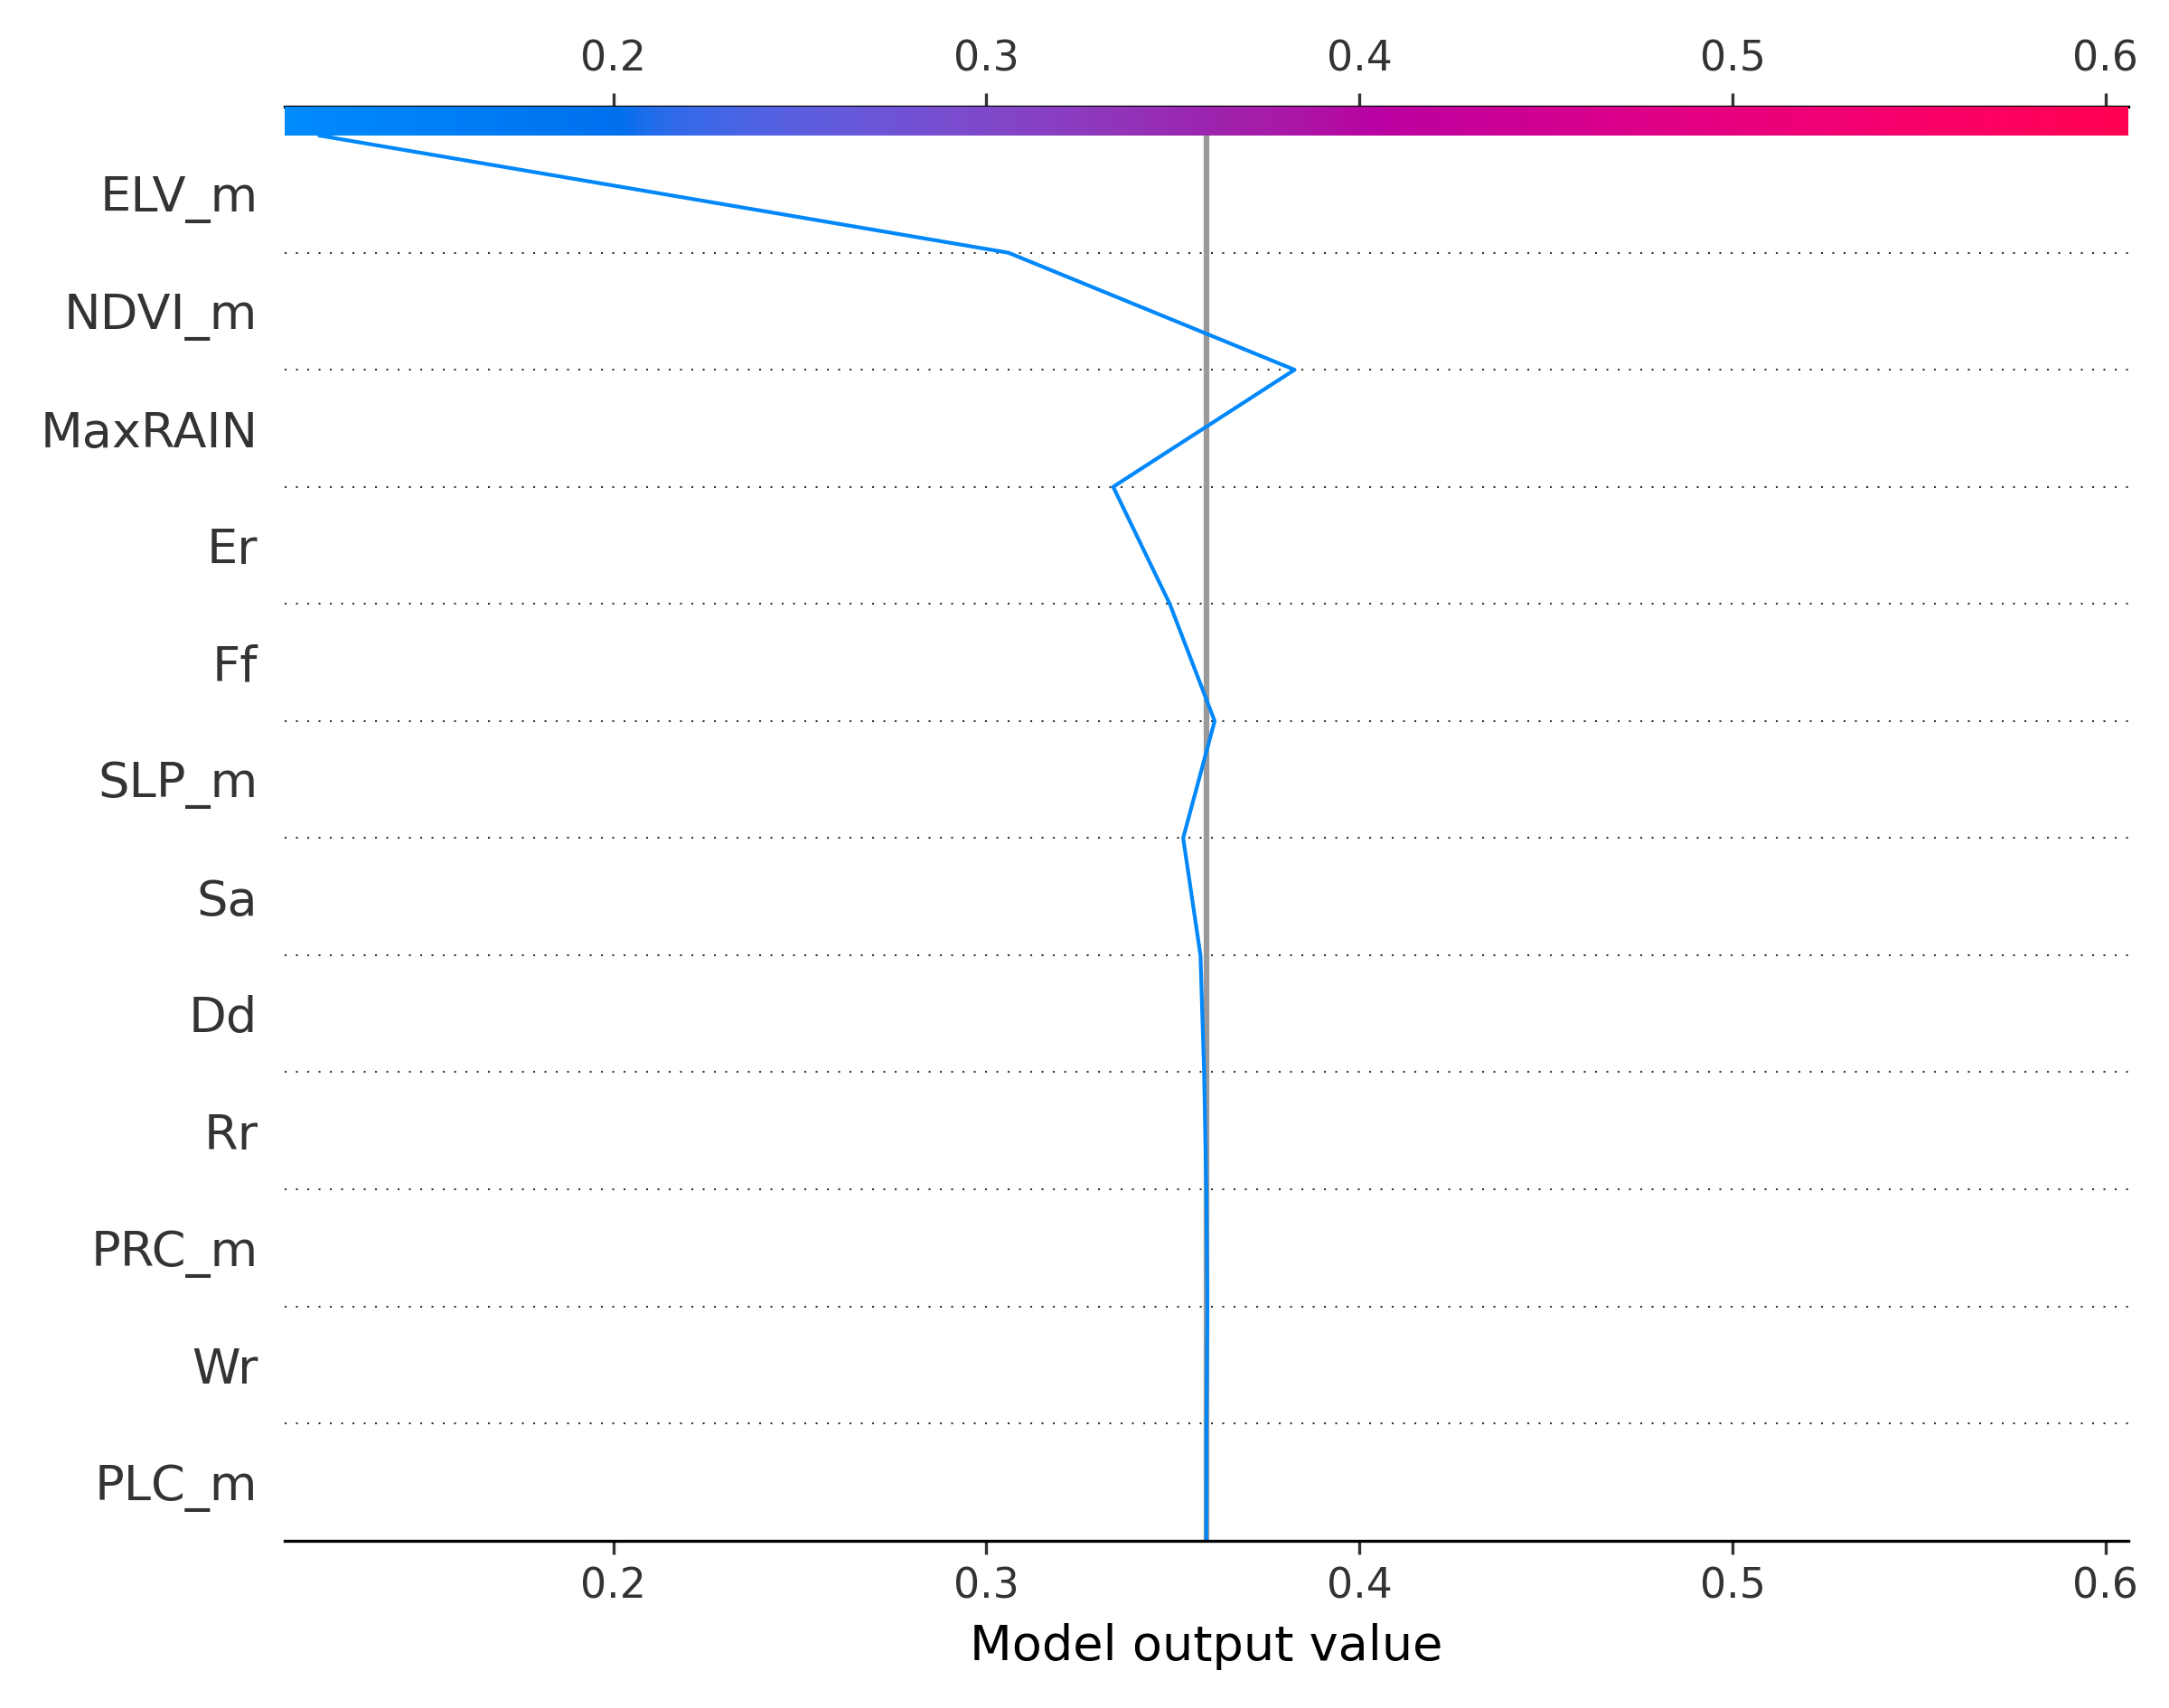 0.2 0.3 0.4 0.5 0.6
ELV_m
NDVI_m
MaxRAIN
Er
Ff
SLP_m
Sa
Dd
Rr
PRC_m
Wr
PLC_m
0.2 0.3 0.4 0.5 0.6
Model output value